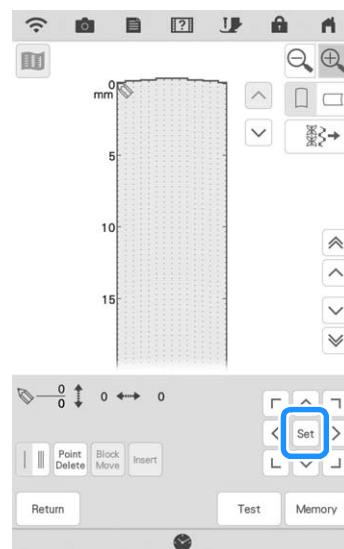 ?
0
mm
5
10
15
0
0
0
0
Set
Point
Delete
Block
Move
Insert
Return
Test
Memory